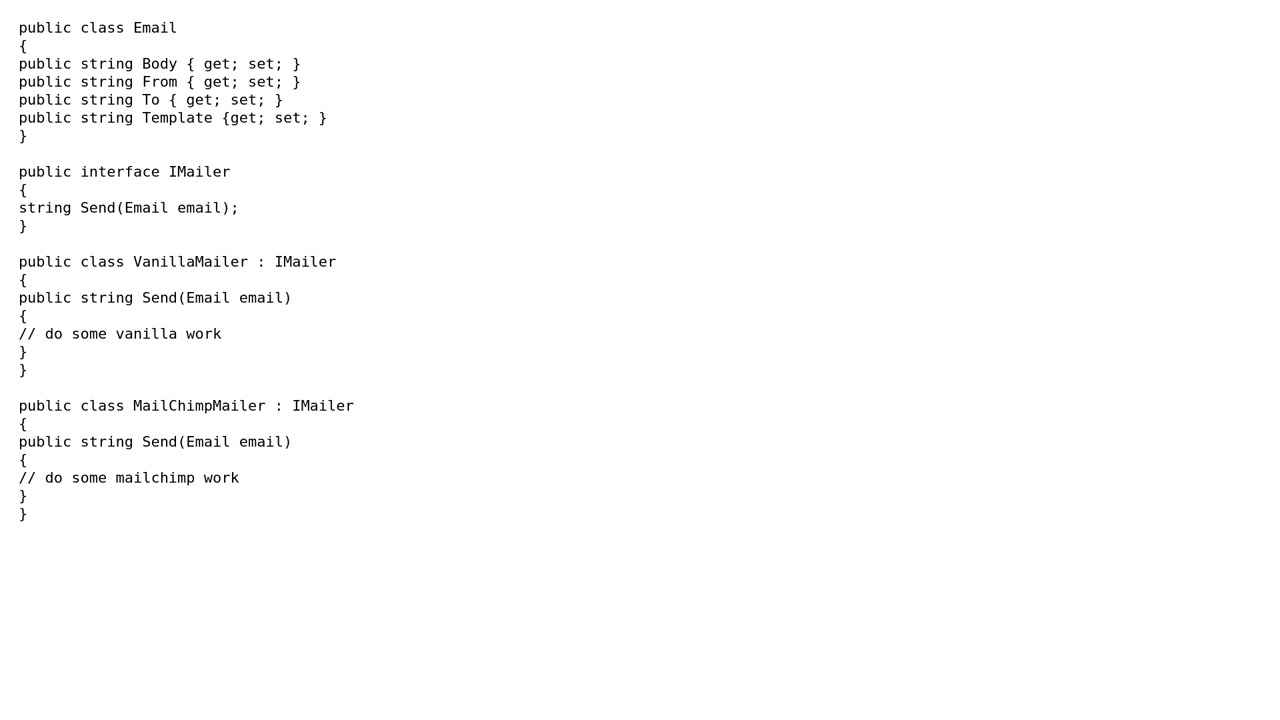 public class Email
{
public string Body { get; set; }
public string From { get; set; }
public string To { get; set; }
public string Template {get; set; }
}

public interface IMailer
{
string Send(Email email);
}

public class VanillaMailer : IMailer
{
public string Send(Email email)
{
// do some vanilla work
}
}

public class MailChimpMailer : IMailer
{
public string Send(Email email)
{
// do some mailchimp work
}
}